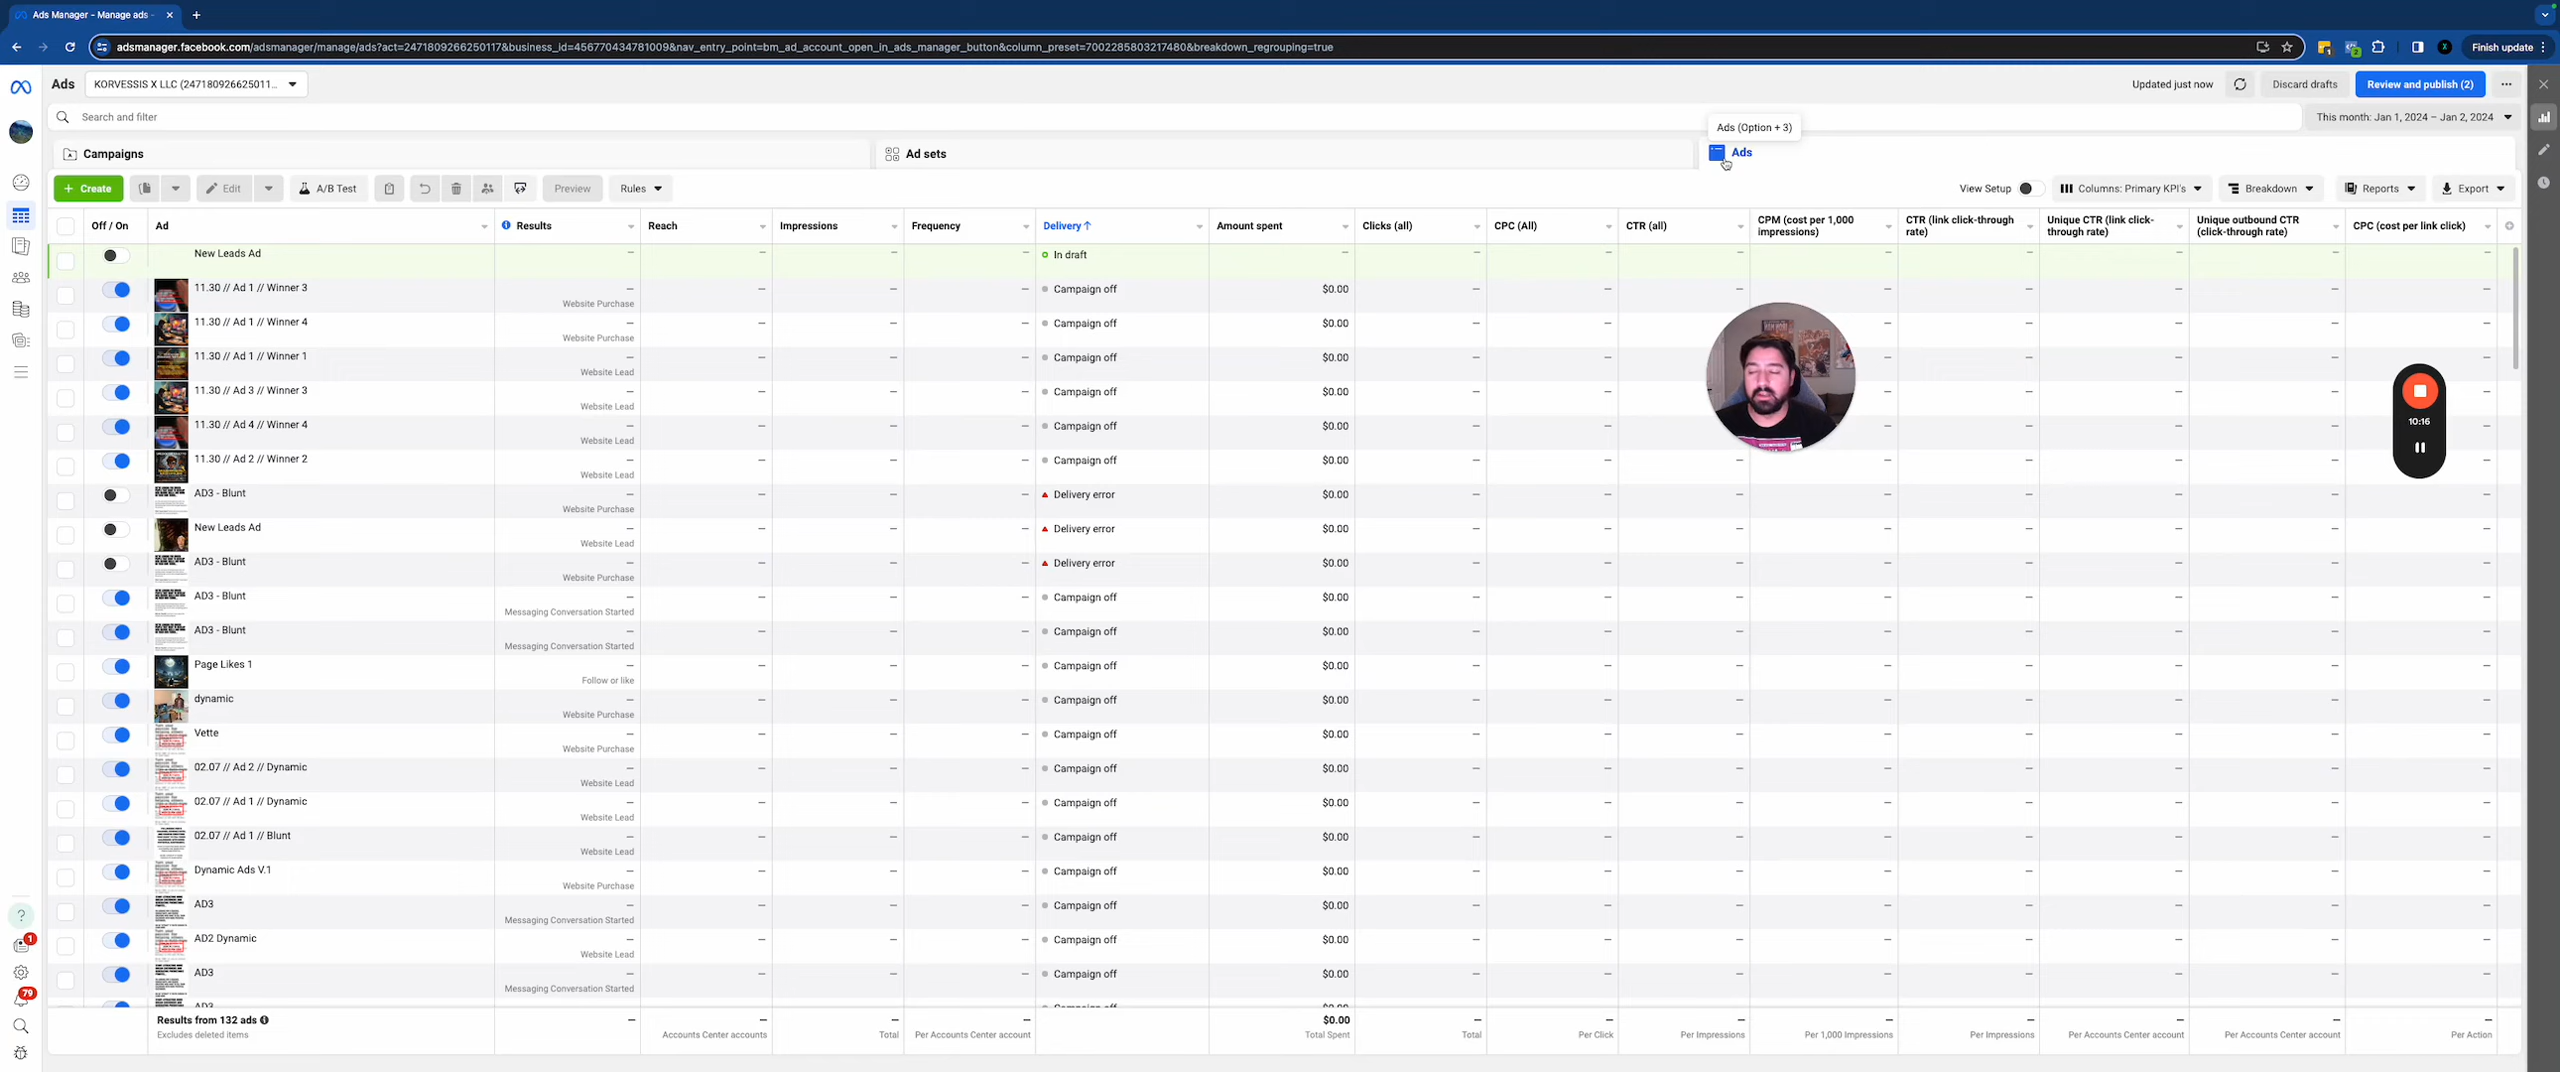 Ads Manager - Manage ads -
adsmanager.facebook.com/adsmanager/manage/ads?act=2471809266250117&business_id=456770434781009&nav_entry_point=bm_ad_account_open_in_ads_manager_button&column_preset=70022858032174​80&breakdown_regrouping=true
Finish update
Ads
KORVESSIS X LLC (247180926625011...
Updated just now
Discard drafts
Review and publish (2)
Search and filter
This month: Jan 1, 2024 – Jan 2, 2024
Ads (Option + 3)
Campaigns
Ad sets
Ads
+ Create
Edit
A/B Test
Preview
Rules
View Setup
Columns: Primary KPI's
Breakdown
Reports
Export
Off / On
Ad
Results
Reach
Impressions
Frequency
Delivery ↑
Amount spent
Clicks (all)
CPC (All)
CTR (all)
CPM (cost per 1,000 impressions)
CTR (link click-through rate)
Unique CTR (link click-through rate)
Unique outbound CTR (click-through rate)
CPC (cost per link click)
New Leads Ad — — — — In draft — — — — — — — — —
11.30 // Ad 1 // Winner 3 — Website Purchase — — — Campaign off $0.00 — — — — — — — —
11.30 // Ad 1 // Winner 4 — Website Purchase — — — Campaign off $0.00 — — — — — — — —
11.30 // Ad 1 // Winner 1 — Website Lead — — — Campaign off $0.00 — — — — — — — —
11.30 // Ad 3 // Winner 3 — Website Lead — — — Campaign off $0.00 — — — — — — — —
11.30 // Ad 4 // Winner 4 — Website Lead — — — Campaign off $0.00 — — — — — — — —
11.30 // Ad 2 // Winner 2 — Website Lead — — — Campaign off $0.00 — — — — — — — —
AD3 - Blunt — Website Purchase — — — Delivery error $0.00 — — — — — — — —
New Leads Ad — Website Lead — — — Delivery error $0.00 — — — — — — — —
AD3 - Blunt — Website Purchase — — — Delivery error $0.00 — — — — — — — —
AD3 - Blunt — Messaging Conversation Started — — — Campaign off $0.00 — — — — — — — —
AD3 - Blunt — Messaging Conversation Started — — — Campaign off $0.00 — — — — — — — —
Page Likes 1 — Follow or like — — — Campaign off $0.00 — — — — — — — —
dynamic — Website Purchase — — — Campaign off $0.00 — — — — — — — —
Vette — Website Purchase — — — Campaign off $0.00 — — — — — — — —
02.07 // Ad 2 // Dynamic — Website Lead — — — Campaign off $0.00 — — — — — — — —
02.07 // Ad 1 // Dynamic — Website Lead — — — Campaign off $0.00 — — — — — — — —
02.07 // Ad 1 // Blunt — Website Lead — — — Campaign off $0.00 — — — — — — — —
Dynamic Ads V.1 — Website Purchase — — — Campaign off $0.00 — — — — — — — —
AD3 — Messaging Conversation Started — — — Campaign off $0.00 — — — — — — — —
AD2 Dynamic — Website Lead — — — Campaign off $0.00 — — — — — — — —
AD3 — Messaging Conversation Started — — — Campaign off $0.00 — — — — — — — —
AD3 Campaign off $0.00
Results from 132 ads — — — — $0.00 — — — — — — — —
Excludes deleted items Accounts Center accounts Total Per Accounts Center account Total Spent Total Per Click Per Impressions Per 1,000 Impressions Per Impressions Per Accounts Center account Per Accounts Center account Per Action
10:16
1
79
1
2
X
?